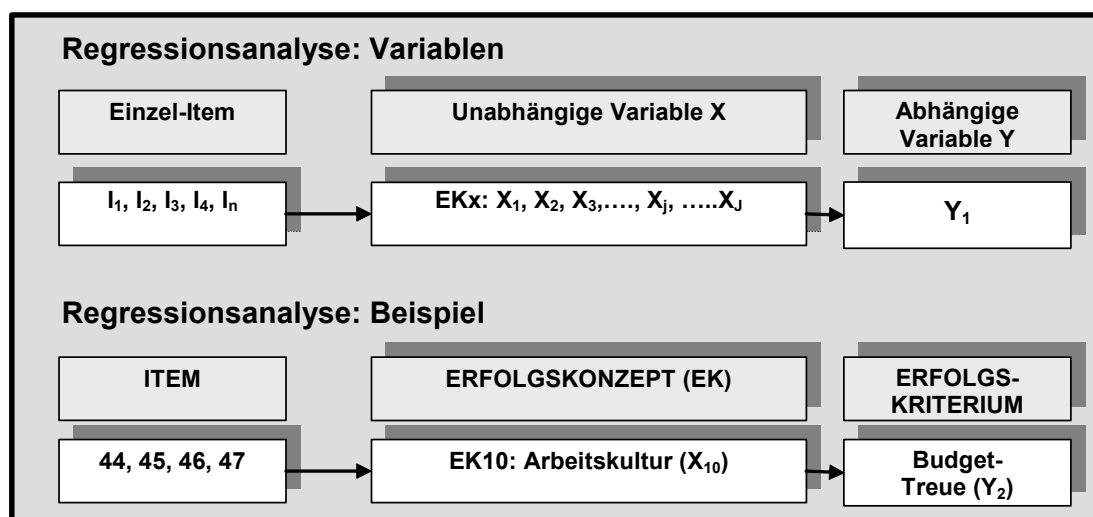 Regressionsanalyse: Variablen
Einzel-Item
Unabhängige Variable X
Abhängige
Variable Y
I₁, I₂, I₃, I₄, Iₙ
EKx: X₁, X₂, X₃,…., Xⱼ, …..X_J
Y₁
Regressionsanalyse: Beispiel
ITEM
ERFOLGSKONZEPT (EK)
ERFOLGS-
KRITERIUM
44, 45, 46, 47
EK10: Arbeitskultur (X₁₀)
Budget-
Treue (Y₂)